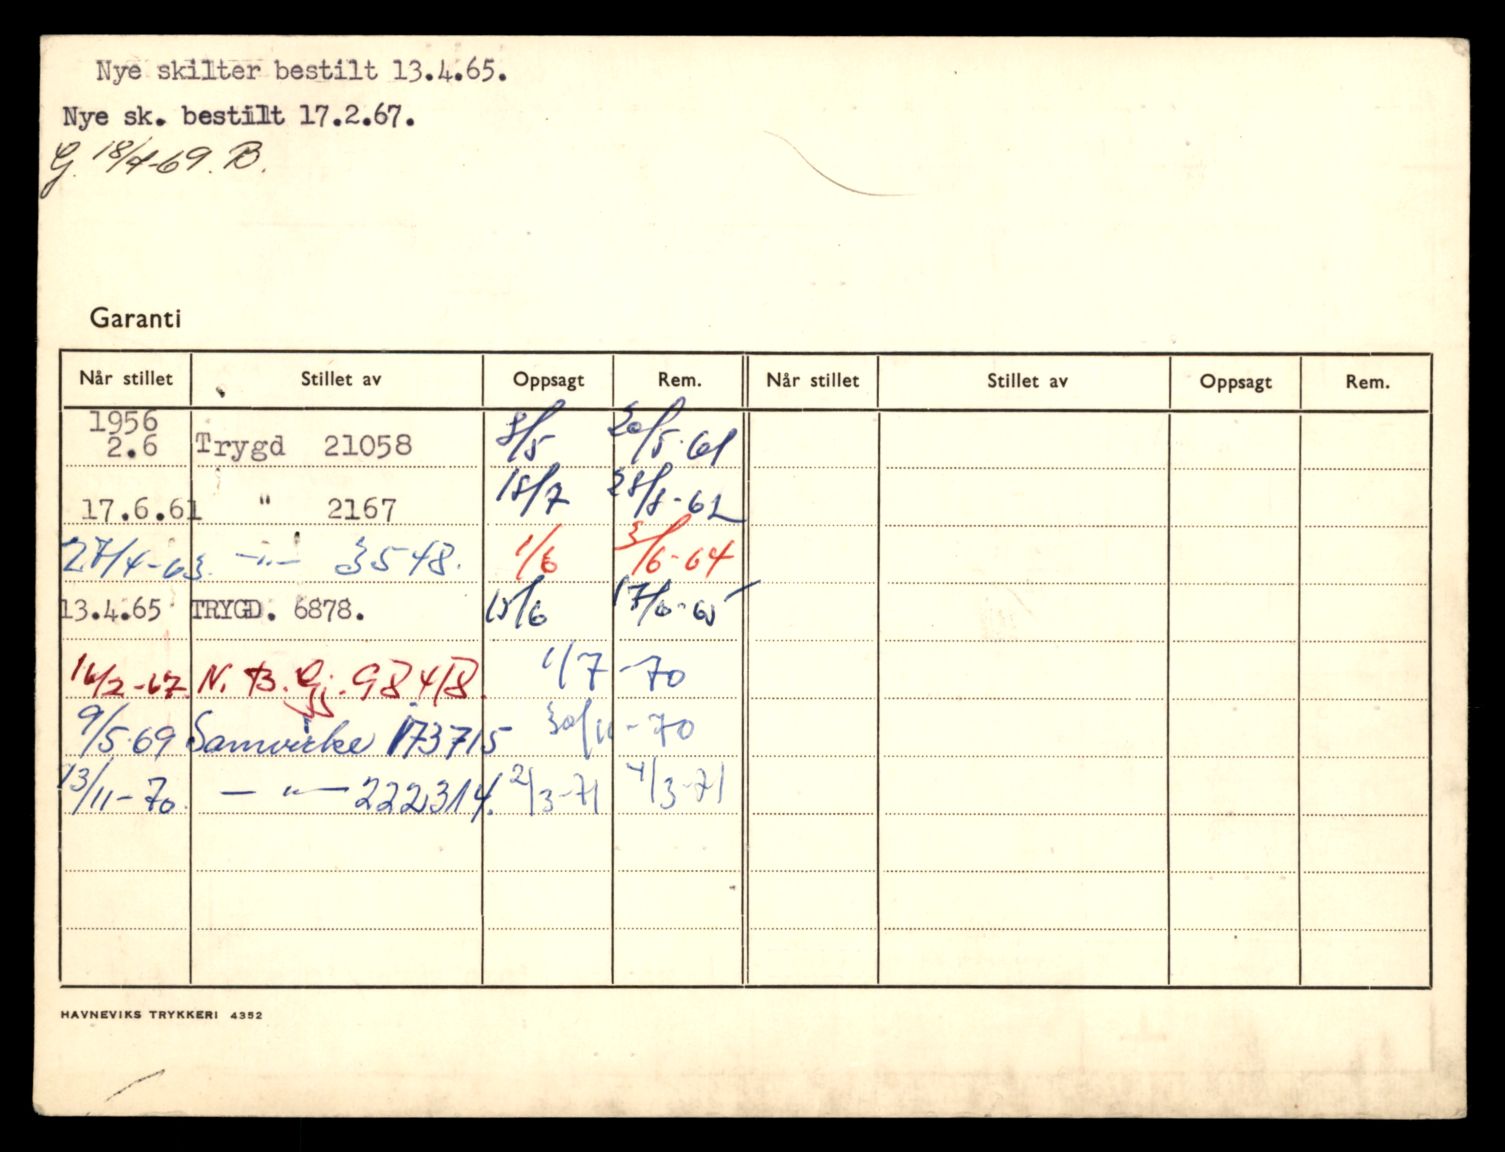 Nye skilter bestilt 13.4.65.
Nye sk. bestilt 17.2.67.
G. 18/4-69. B.
Garanti
Når stillet Stillet av Oppsagt Rem. Når stillet Stillet av Oppsagt Rem.
1956
2.6 Trygd 21058 8/5 20/5-61
17.6.61 " 2167 18/7 28/8-62
27/4-63. -"- 3548. 1/6 3/6-64
13.4.65 TRYGD. 6878. 15/6 17/6-65
16/2-67. N. B. Gj. 98418. 1/7-70
9/5-69 Samvirke 173715 30/11-70
13/11-70. -"- 222314. 2/3-71 4/3-71
HAVNEVIKS TRYKKERI 4352